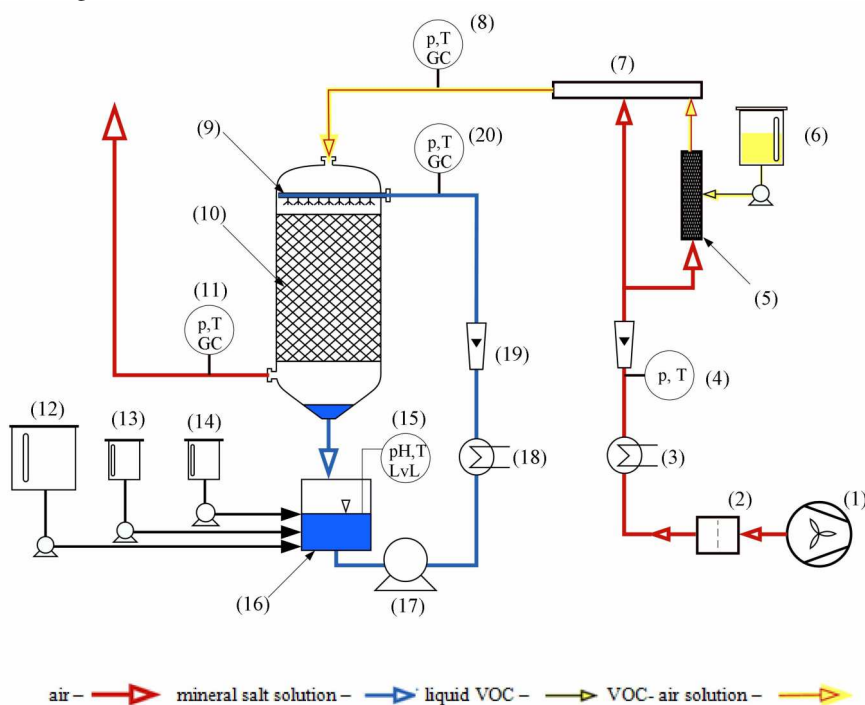 (8)
p,T
GC
(7)
(9)
p,T
GC
(20)
(6)
(10)
(5)
(11)
p,T
GC
(19)
p, T
(4)
(12)
(13)
(14)
(15)
pH,T
LvL
(18)
(3)
(2)
(1)
(16)
(17)
air – mineral salt solution – liquid VOC – VOC- air solution –